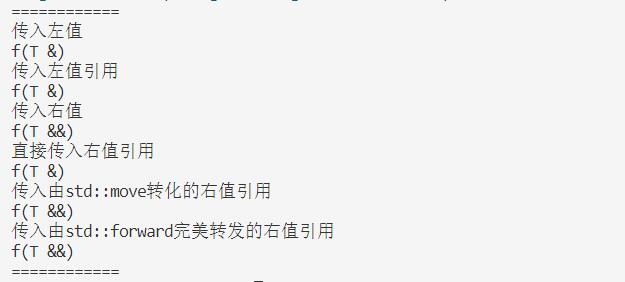 ============
传入左值
f(T &)
传入左值引用
f(T &)
传入右值
f(T &&)
直接传入右值引用
f(T &)
传入由std::move转化的右值引用
f(T &&)
传入由std::forward完美转发的右值引用
f(T &&)
============